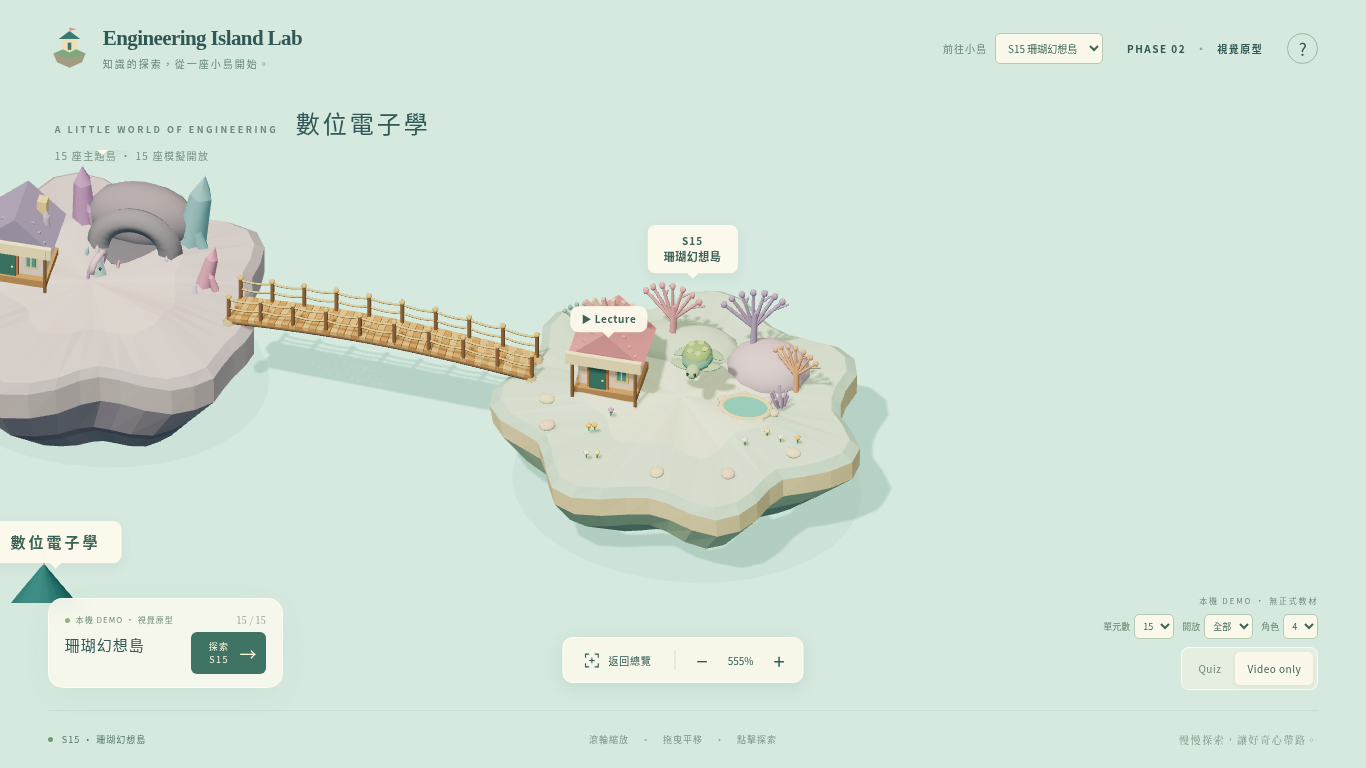 Engineering Island Lab
知識的探索，從一座小島開始。
前往小島
S15 珊瑚幻想島
PHASE 02 • 視覺原型
?
A LITTLE WORLD OF ENGINEERING
數位電子學
15 座主題島 • 15 座模擬開放
S15
珊瑚幻想島
▶ Lecture
數位電子學
本機 DEMO • 視覺原型
15 / 15
珊瑚幻想島
探索
S15 →
返回總覽
− 555% +
本機 DEMO • 無正式教材
單元數 15 開放 全部 角色 4
Quiz
Video only
S15 • 珊瑚幻想島
滾輪縮放 • 拖曳平移 • 點擊探索
慢慢探索，讓好奇心帶路。